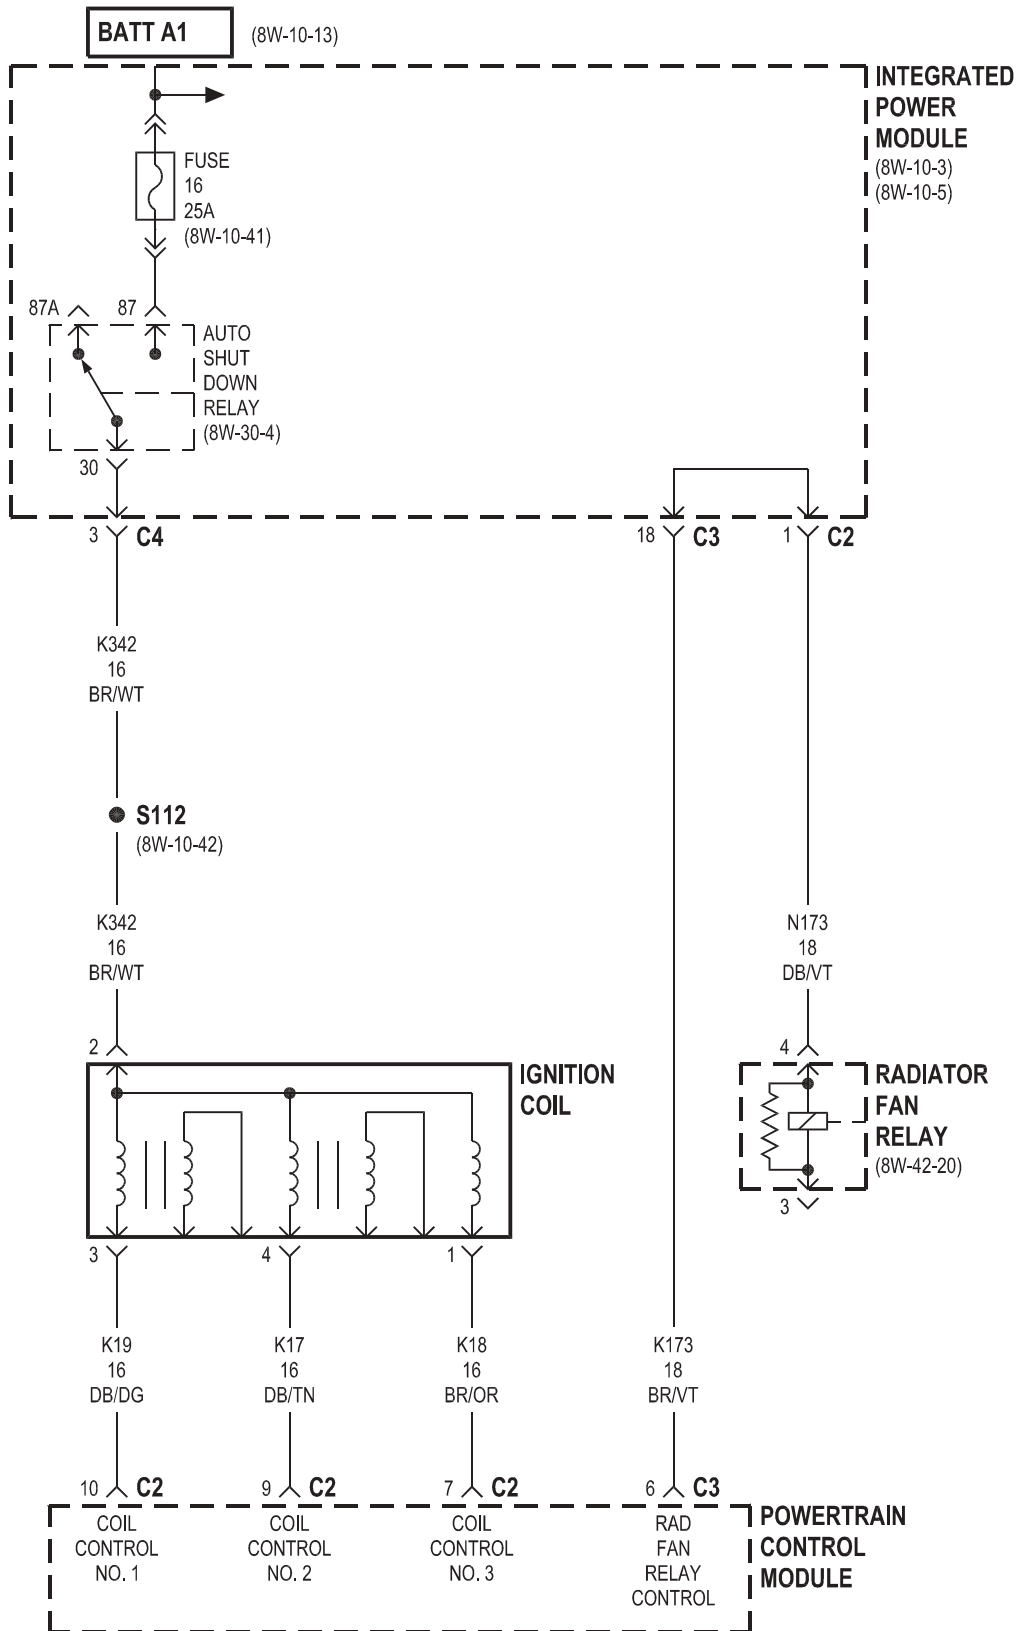 BATT A1 (8W-10-13)
INTEGRATED
POWER
MODULE
(8W-10-3)
(8W-10-5)
FUSE
16
25A
(8W-10-41)
87A 87
AUTO
SHUT
DOWN
RELAY
(8W-30-4)
30
3 C4 18 C3 1 C2
K342
16
BR/WT
S112
(8W-10-42)
K342
16
BR/WT
N173
18
DB/VT
2
4
IGNITION
COIL
RADIATOR
FAN
RELAY
(8W-42-20)
3
3 4 1
K19
16
DB/DG
K17
16
DB/TN
K18
16
BR/OR
K173
18
BR/VT
10 C2 9 C2 7 C2 6 C3
COIL
CONTROL
NO. 1
COIL
CONTROL
NO. 2
COIL
CONTROL
NO. 3
RAD
FAN
RELAY
CONTROL
POWERTRAIN
CONTROL
MODULE